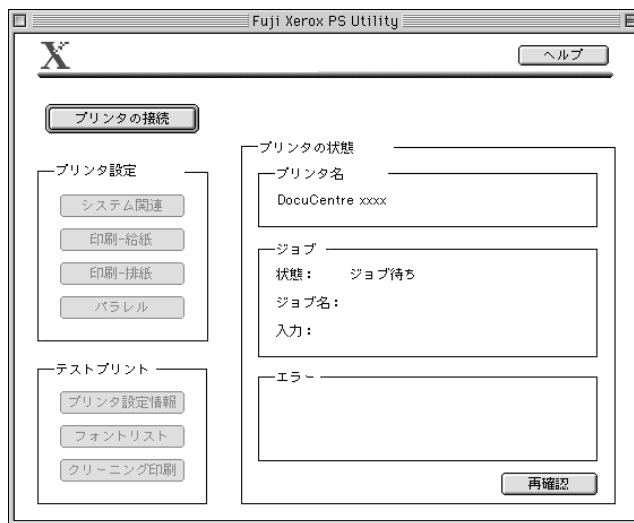 Fuji Xerox PS Utility
X
ヘルプ
プリンタの接続
プリンタ設定
システム関連
印刷-給紙
印刷-排紙
パラレル
テストプリント
プリンタ設定情報
フォントリスト
クリーニング印刷
プリンタの状態
プリンタ名
DocuCentre xxxx
ジョブ
状態： ジョブ待ち
ジョブ名：
入力：
エラー
再確認